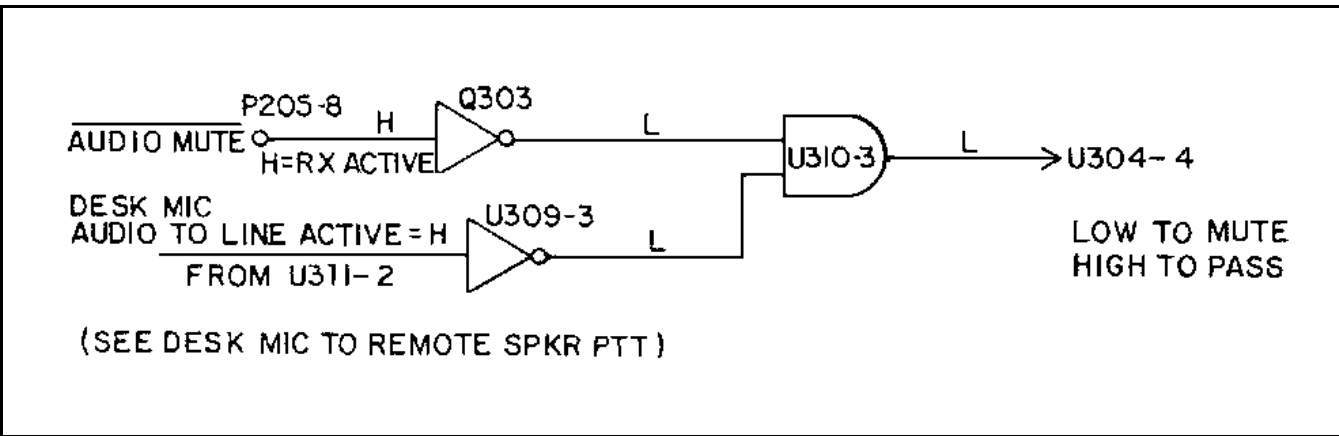 P205-8
Q303
AUDIO MUTE
H
L
H=RX ACTIVE
U310-3
L
U304-4
DESK MIC
AUDIO TO LINE ACTIVE=H
U309-3
L
FROM U311-2
LOW TO MUTE
HIGH TO PASS
(SEE DESK MIC TO REMOTE SPKR PTT)